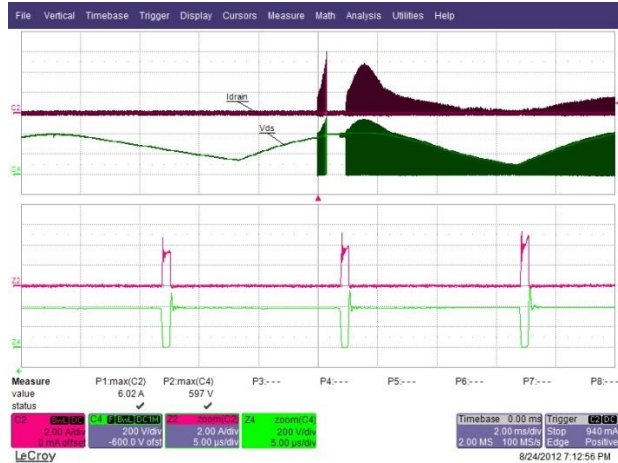 File Vertical Timebase Trigger Display Cursors Measure Math Analysis Utilities Help
C2
Idrain
Vds
C4
Z2
Z4
Measure P1:max(C2) P2:max(C4) P3:- - - P4:- - - P5:- - - P6:- - - P7:- - - P8:- - -
value 6.02 A 597 V
status
C2 BwL DC
2.00 A/div
0 mA offset
C4 F BwL DC1M
200 V/div
-600.0 V ofst
Z2 zoom(C2)
2.00 A/div
5.00 µs/div
Z4 zoom(C4)
200 V/div
5.00 µs/div
Timebase 0.00 ms
2.00 ms/div
2.00 MS 100 MS/s
Trigger C2 DC
Stop 940 mA
Edge Positive
LeCroy
8/24/2012 7:12:56 PM